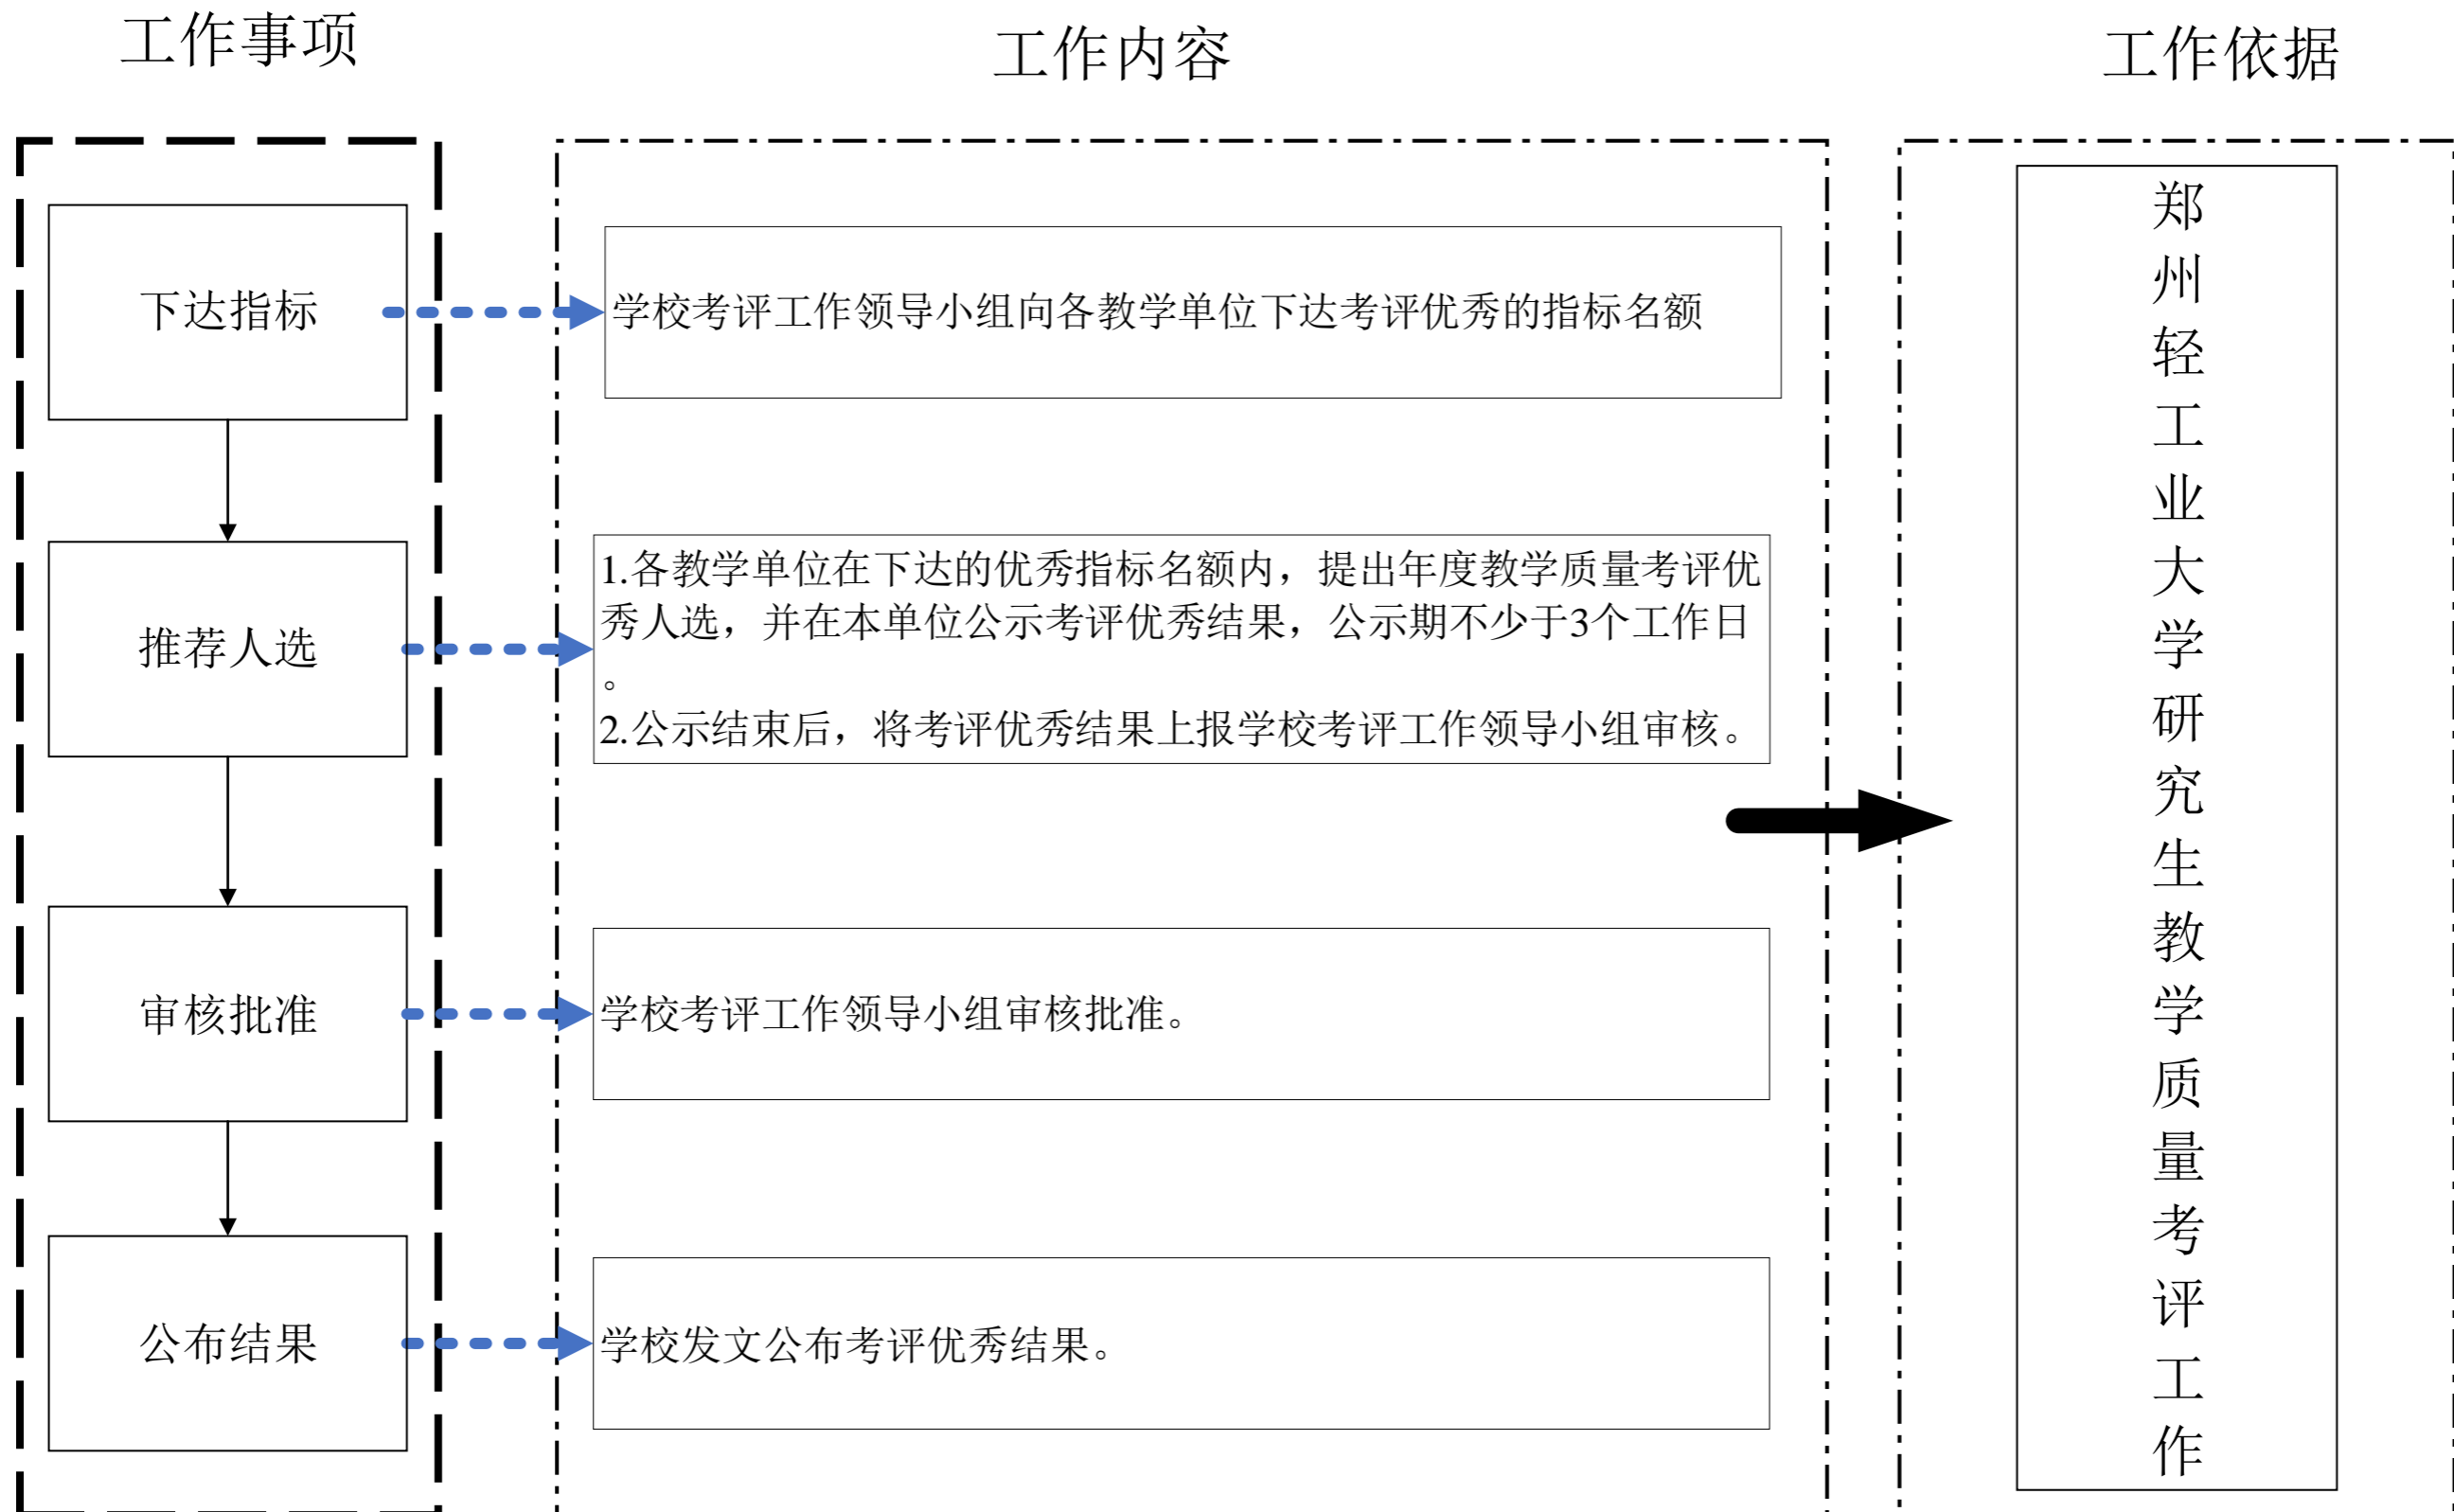 工作事项
工作内容
工作依据
下达指标
学校考评工作领导小组向各教学单位下达考评优秀的指标名额
推荐人选
1.各教学单位在下达的优秀指标名额内，提出年度教学质量考评优
秀人选，并在本单位公示考评优秀结果，公示期不少于3个工作日
。
2.公示结束后，将考评优秀结果上报学校考评工作领导小组审核。
审核批准
学校考评工作领导小组审核批准。
公布结果
学校发文公布考评优秀结果。
郑州轻工业大学研究生教学质量考评工作